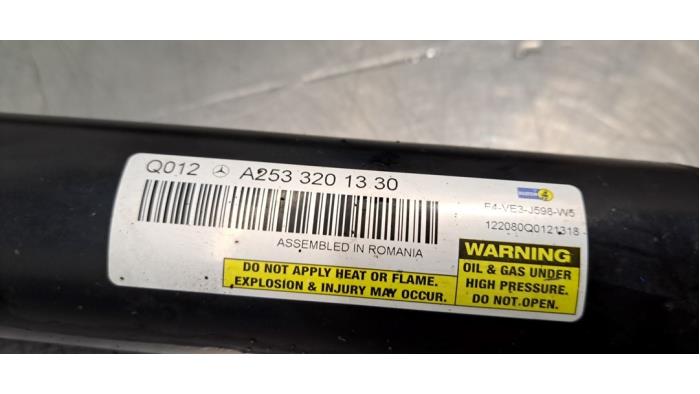 Q012 A253 320 13 30
F4-VE3-J598-W5
122080Q0121318
ASSEMBLED IN ROMANIA
WARNING
OIL & GAS UNDER
HIGH PRESSURE.
DO NOT OPEN.
DO NOT APPLY HEAT OR FLAME.
EXPLOSION & INJURY MAY OCCUR.